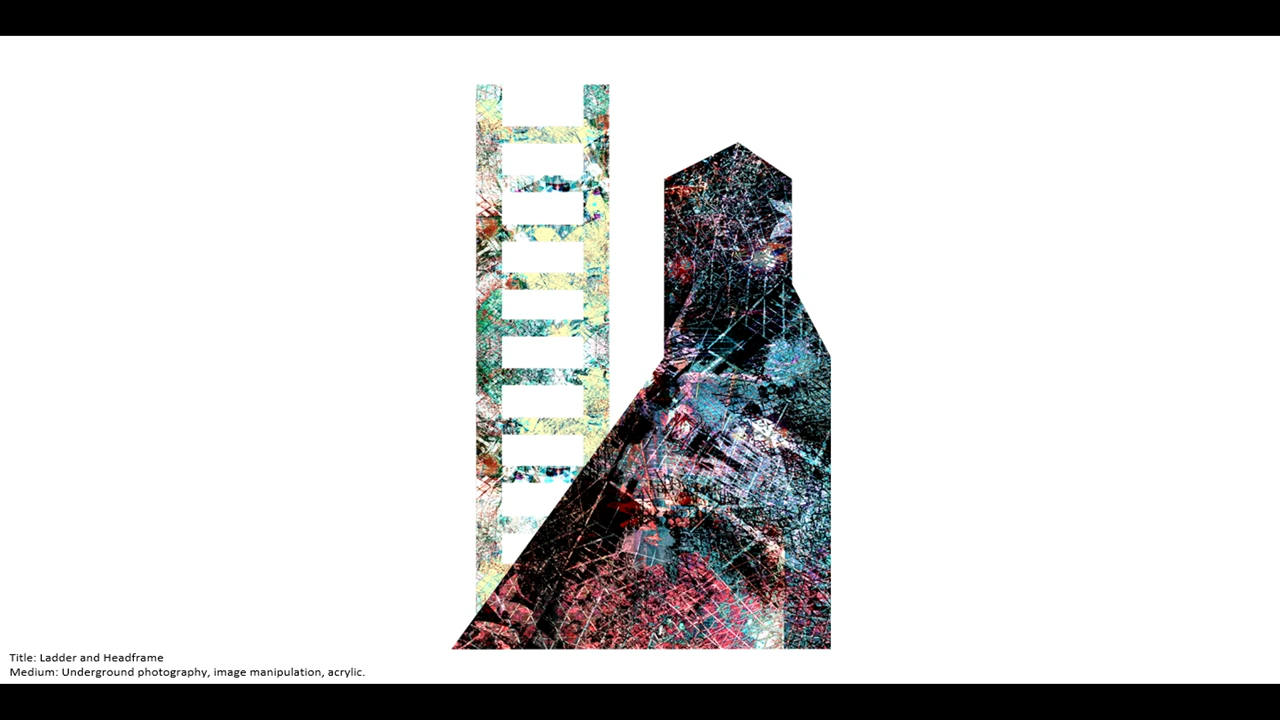 Title: Ladder and Headframe
Medium: Underground photography, image manipulation, acrylic.